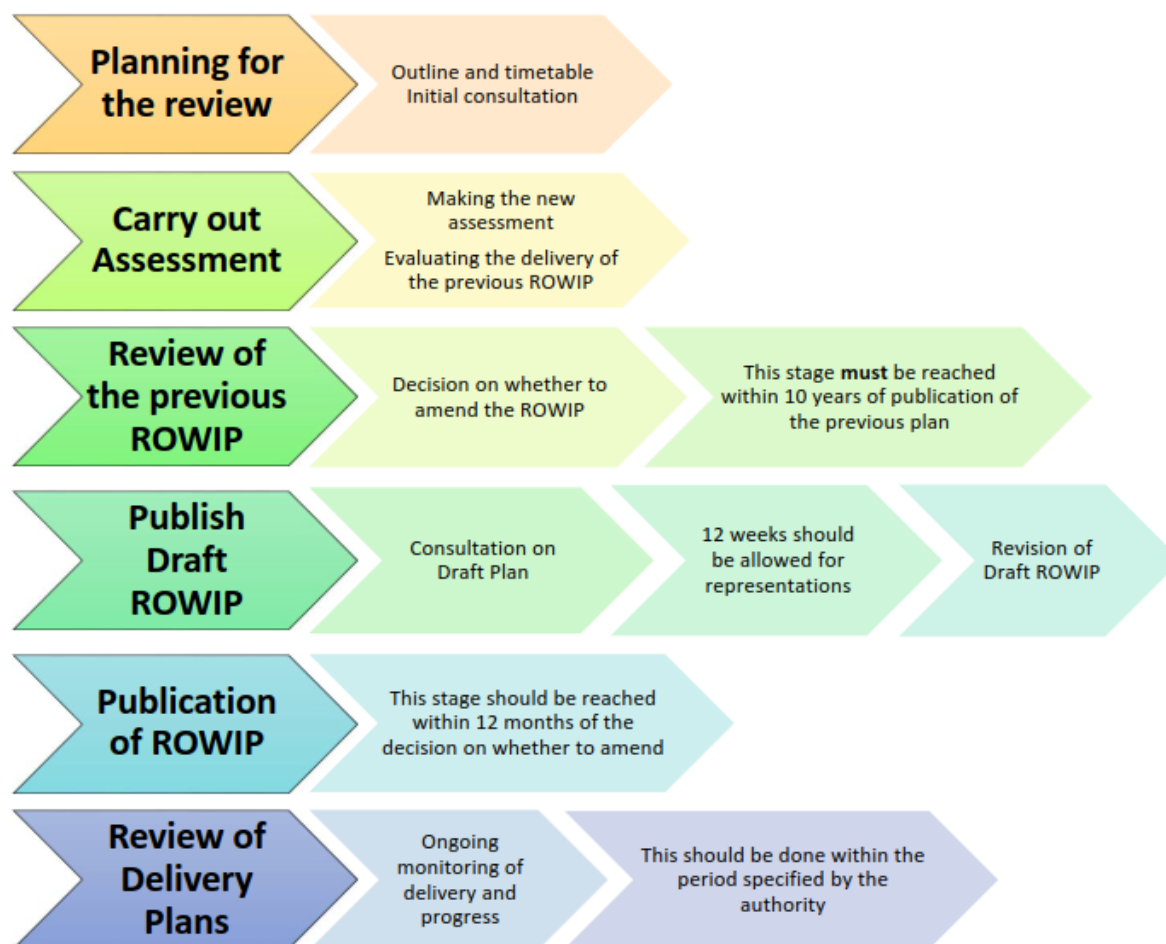 Planning for
the review
Outline and timetable
Initial consultation
Carry out
Assessment
Making the new
assessment
Evaluating the delivery of
the previous ROWIP
Review of
the previous
ROWIP
Decision on whether to
amend the ROWIP
This stage must be reached
within 10 years of publication of
the previous plan
Publish
Draft
ROWIP
Consultation on
Draft Plan
12 weeks should
be allowed for
representations
Revision of
Draft ROWIP
Publication
of ROWIP
This stage should be reached
within 12 months of the
decision on whether to amend
Review of
Delivery
Plans
Ongoing
monitoring of
delivery and
progress
This should be done within the
period specified by the
authority